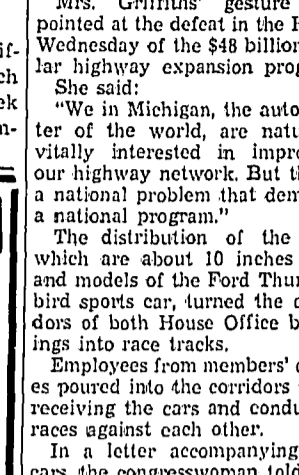 Mrs. Griffiths' gesture
pointed at the defeat in the
Wednesday of the $48 billion
lar highway expansion prog
She said:
"We in Michigan, the auto
ter of the world, are natu
vitally interested in impro
our highway network. But th
a national problem that dem
a national program."
The distribution of the
which are about 10 inches
and models of the Ford Thun
bird sports car, turned the c
dors of both House Office b
ings into race tracks.
Employees from members' o
es poured into the corridors
receiving the cars and condu
races against each other.
In a letter accompanying
cars the congresswoman told
if-
ch
ek
n-